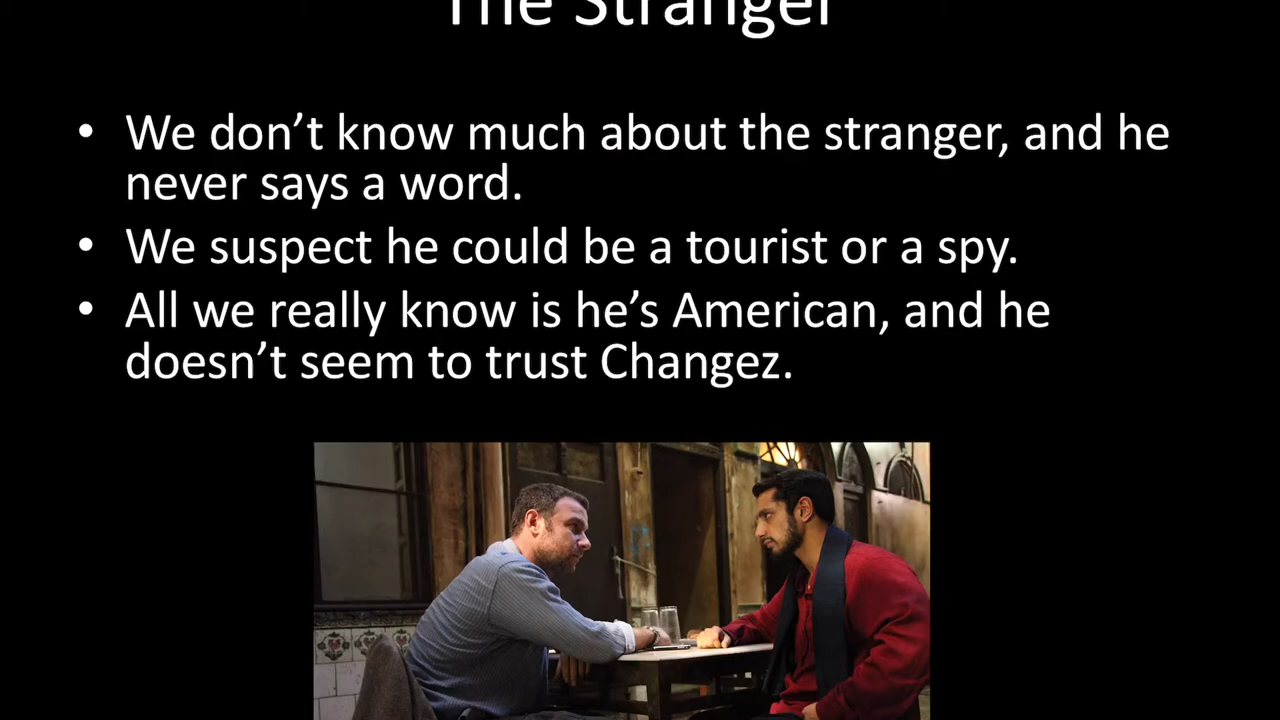 The Stranger
• We don't know much about the stranger, and he
never says a word.
• We suspect he could be a tourist or a spy.
• All we really know is he's American, and he
doesn't seem to trust Changez.